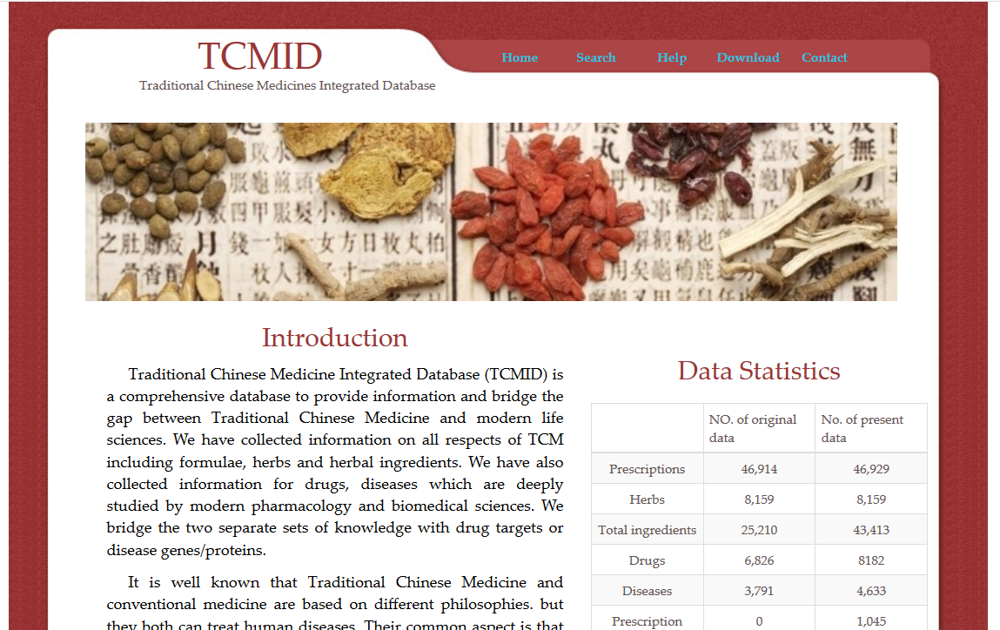 TCMID
Traditional Chinese Medicines Integrated Database
Home Search Help Download Contact
Introduction
Traditional Chinese Medicine Integrated Database (TCMID) is
a comprehensive database to provide information and bridge the
gap between Traditional Chinese Medicine and modern life
sciences. We have collected information on all respects of TCM
including formulae, herbs and herbal ingredients. We have also
collected information for drugs, diseases which are deeply
studied by modern pharmacology and biomedical sciences. We
bridge the two separate sets of knowledge with drug targets or
disease genes/proteins.
It is well known that Traditional Chinese Medicine and
conventional medicine are based on different philosophies. but
they both can treat human diseases. Their common aspect is that
Data Statistics
NO. of original data No. of present data
Prescriptions 46,914 46,929
Herbs 8,159 8,159
Total ingredients 25,210 43,413
Drugs 6,826 8182
Diseases 3,791 4,633
Prescription 0 1,045